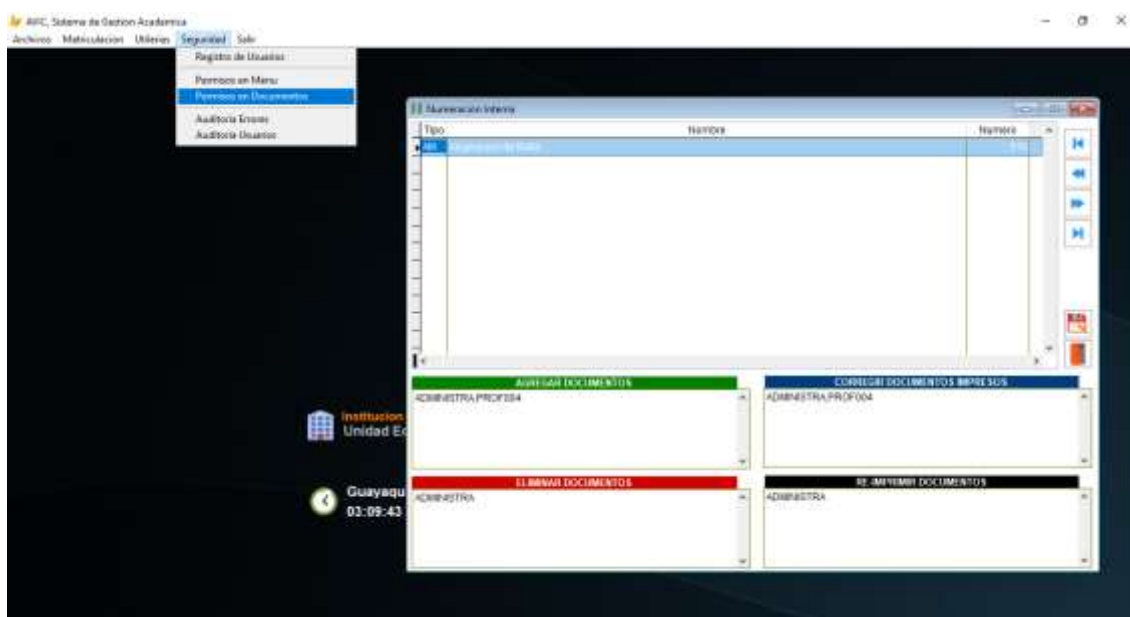 AIFC, Sistema de Gestion Academica
Archivos Matriculacion Utilerias Seguridad Salir
Registro de Usuarios
Permisos en Menu
Permisos en Documentos
Auditoria Errores
Auditoria Usuarios
Numeracion Interna
Tipo Nombre Numero
AGREGAR DOCUMENTOS
ADMINISTRA,PROF004
CORREGIR DOCUMENTOS IMPRESOS
ADMINISTRA,PROF004
Institucion
Unidad Ec
ELIMINAR DOCUMENTOS
ADMINISTRA
RE-IMPRIMIR DOCUMENTOS
ADMINISTRA
Guayaqu
03:09:43